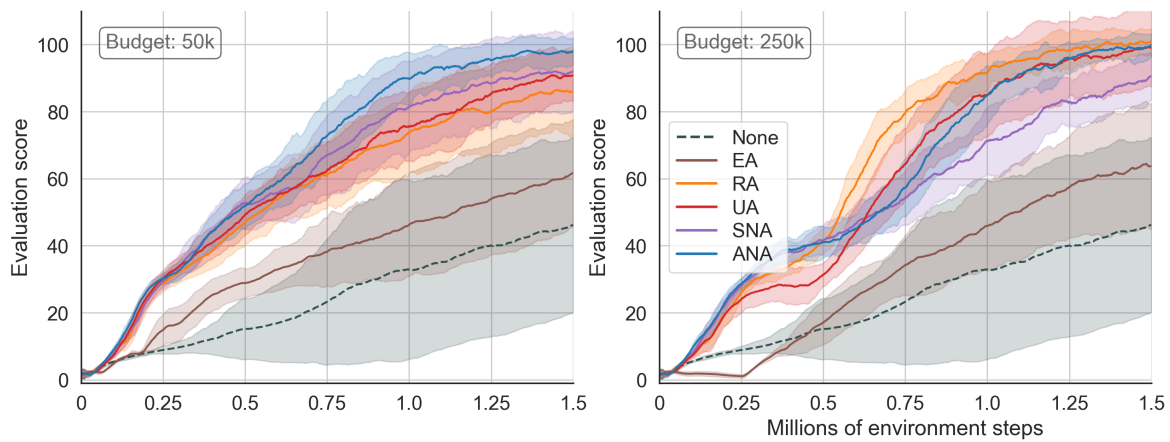 Budget: 50k
Evaluation score
100
80
60
40
20
0
0 0.25 0.5 0.75 1.0 1.25 1.5
Budget: 250k
Evaluation score
100
80
60
40
20
0
None
EA
RA
UA
SNA
ANA
0 0.25 0.5 0.75 1.0 1.25 1.5
Millions of environment steps